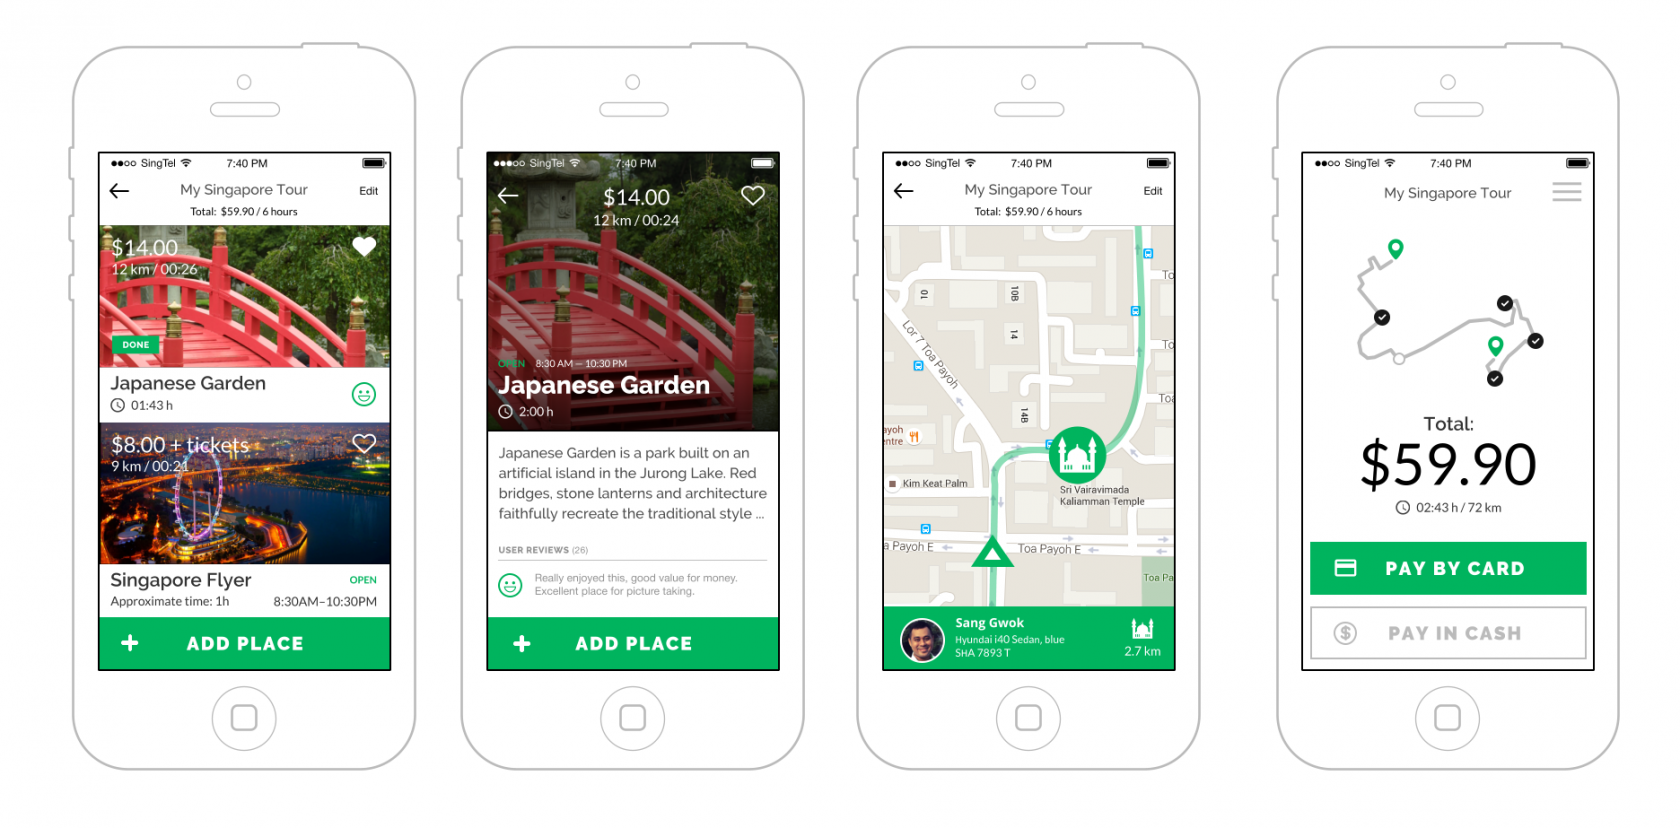 SingTel 7:40 PM
My Singapore Tour Edit
Total: $59.90 / 6 hours
$14.00
12 km / 00:26
DONE
Japanese Garden
01:43 h
$8.00 + tickets
9 km / 00:21
Singapore Flyer OPEN
Approximate time: 1h 8:30AM–10:30PM
+ ADD PLACE
SingTel 7:40 PM
$14.00
12 km / 00:24
OPEN 8:30 AM – 10:30 PM
Japanese Garden
2:00 h
Japanese Garden is a park built on an
artificial island in the Jurong Lake. Red
bridges, stone lanterns and architecture
faithfully recreate the traditional style ...
USER REVIEWS (26)
Really enjoyed this, good value for money.
Excellent place for picture taking.
+ ADD PLACE
SingTel 7:40 PM
My Singapore Tour Edit
Total: $59.90 / 6 hours
To
10
10B
14
Lor 7 Toa Payoh
To
Toa
14B
ayoh
entre
Kim Keat Palm
Sri Vairavimada
Kaliamman Temple
a Payoh E
Toa Payoh E
Toa Pa
Sang Gwok
Hyundai i40 Sedan, blue
SHA 7893 T
2.7 km
SingTel 7:40 PM
My Singapore Tour
Total:
$59.90
02:43 h / 72 km
PAY BY CARD
$ PAY IN CASH